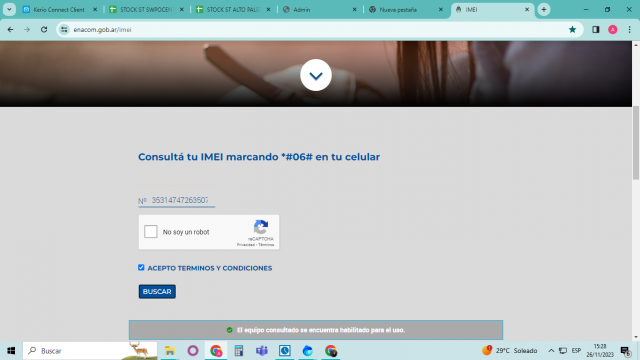 Kerio Connect Client
STOCK ST SWPOCE
STOCK ST ALTO PALE
Admin
Nueva pestaña
IMEI
enacom.gob.ar/imei
A
Consultá tu IMEI marcando *#06# en tu celular
Nº 35314747263507
No soy un robot
reCAPTCHA
Privacidad - Términos
ACEPTO TERMINOS Y CONDICIONES
BUSCAR
El equipo consultado se encuentra habilitado para el uso.
Buscar
29°C Soleado
ESP
15:28
26/11/2023